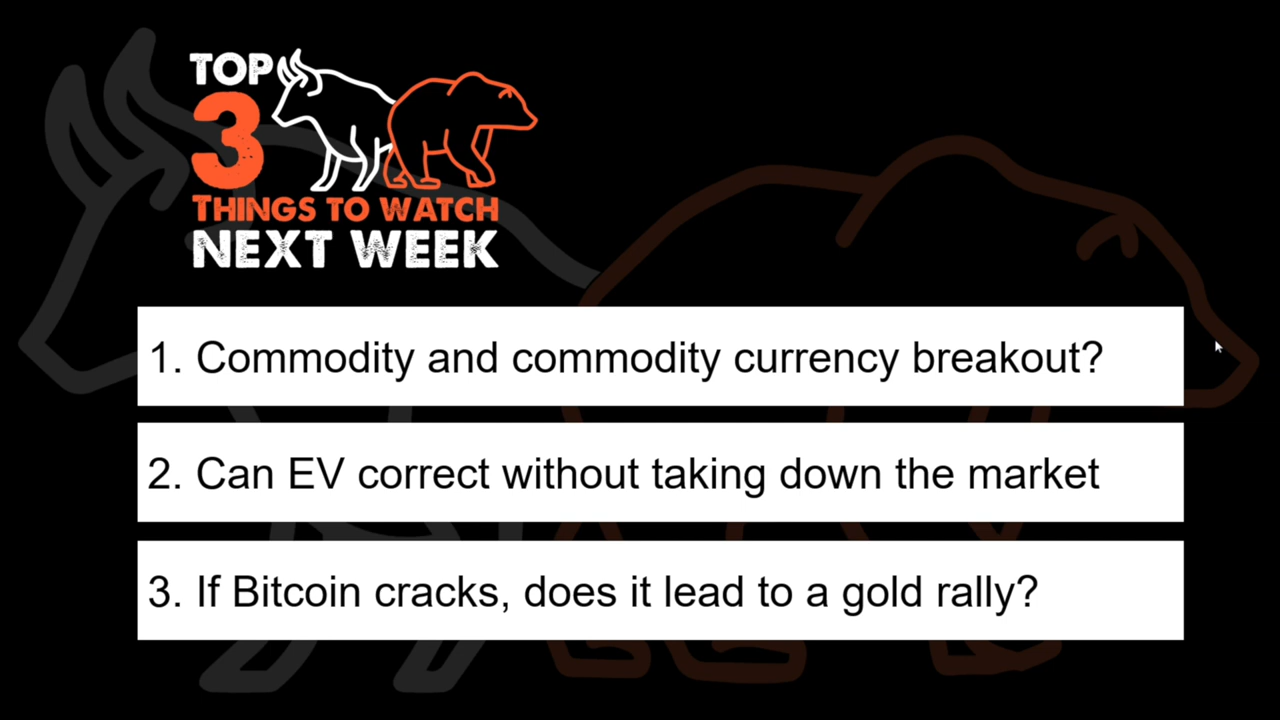 TOP
3
THINGS TO WATCH
NEXT WEEK
1. Commodity and commodity currency breakout?
2. Can EV correct without taking down the market
3. If Bitcoin cracks, does it lead to a gold rally?